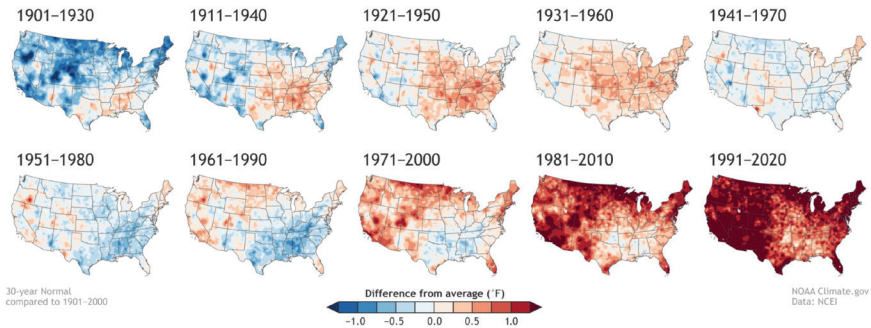 1901–1930
1911–1940
1921–1950
1931–1960
1941–1970
1951–1980
1961–1990
1971–2000
1981–2010
1991–2020
30-year Normal
compared to 1901–2000
Difference from average (°F)
−1.0 −0.5 0.0 0.5 1.0
NOAA Climate.gov
Data: NCEI